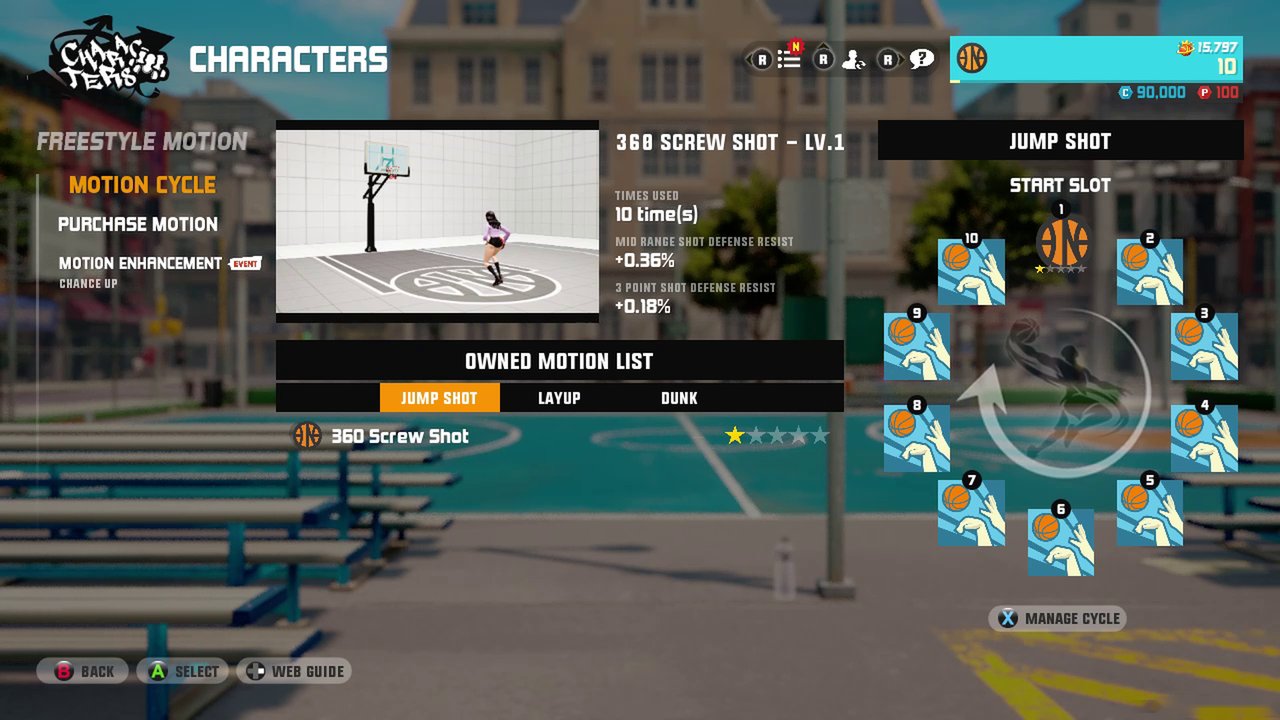 CHARACTERS!!!
CHARACTERS
R
N
R
R
?
15,797
10
C 90,000 P 100
FREESTYLE MOTION
MOTION CYCLE
PURCHASE MOTION
MOTION ENHANCEMENT EVENT
CHANCE UP
360 SCREW SHOT – LV.1
TIMES USED
10 time(s)
MID RANGE SHOT DEFENSE RESIST
+0.36%
3 POINT SHOT DEFENSE RESIST
+0.18%
OWNED MOTION LIST
JUMP SHOT LAYUP DUNK
360 Screw Shot
JUMP SHOT
START SLOT
1
2
3
4
5
6
7
8
9
10
X MANAGE CYCLE
B BACK A SELECT WEB GUIDE